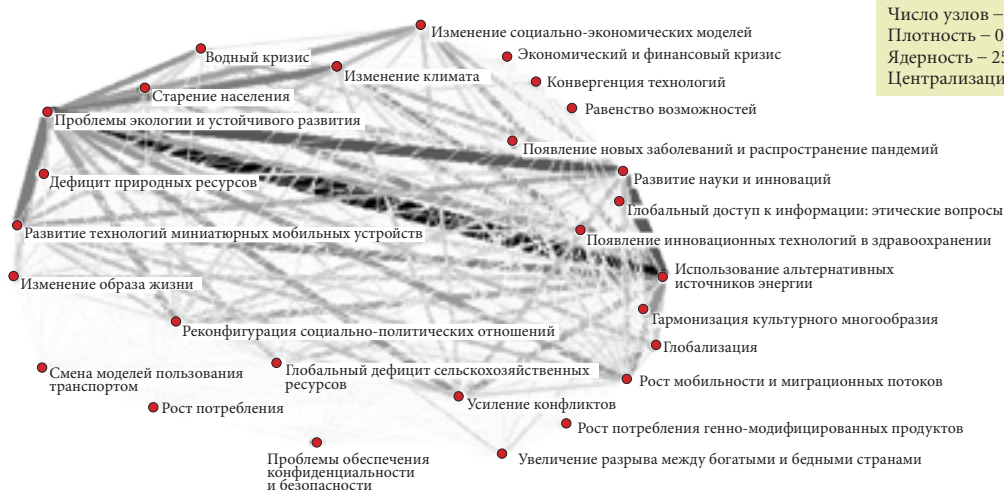 Число узлов –
Плотность – 0
Ядерность – 25
Централизаци
Изменение социально-экономических моделей
Водный кризис
Экономический и финансовый кризис
Изменение климата
Конвергенция технологий
Старение населения
Равенство возможностей
Проблемы экологии и устойчивого развития
Появление новых заболеваний и распространение пандемий
Дефицит природных ресурсов
Развитие науки и инноваций
Глобальный доступ к информации: этические вопросы
Развитие технологий миниатюрных мобильных устройств
Появление инновационных технологий в здравоохранении
Использование альтернативных
источников энергии
Изменение образа жизни
Гармонизация культурного многообразия
Реконфигурация социально-политических отношений
Глобализация
Смена моделей пользования
транспортом
Глобальный дефицит сельскохозяйственных
ресурсов
Рост мобильности и миграционных потоков
Рост потребления
Усиление конфликтов
Рост потребления генно-модифицированных продуктов
Проблемы обеспечения
конфиденциальности
и безопасности
Увеличение разрыва между богатыми и бедными странами